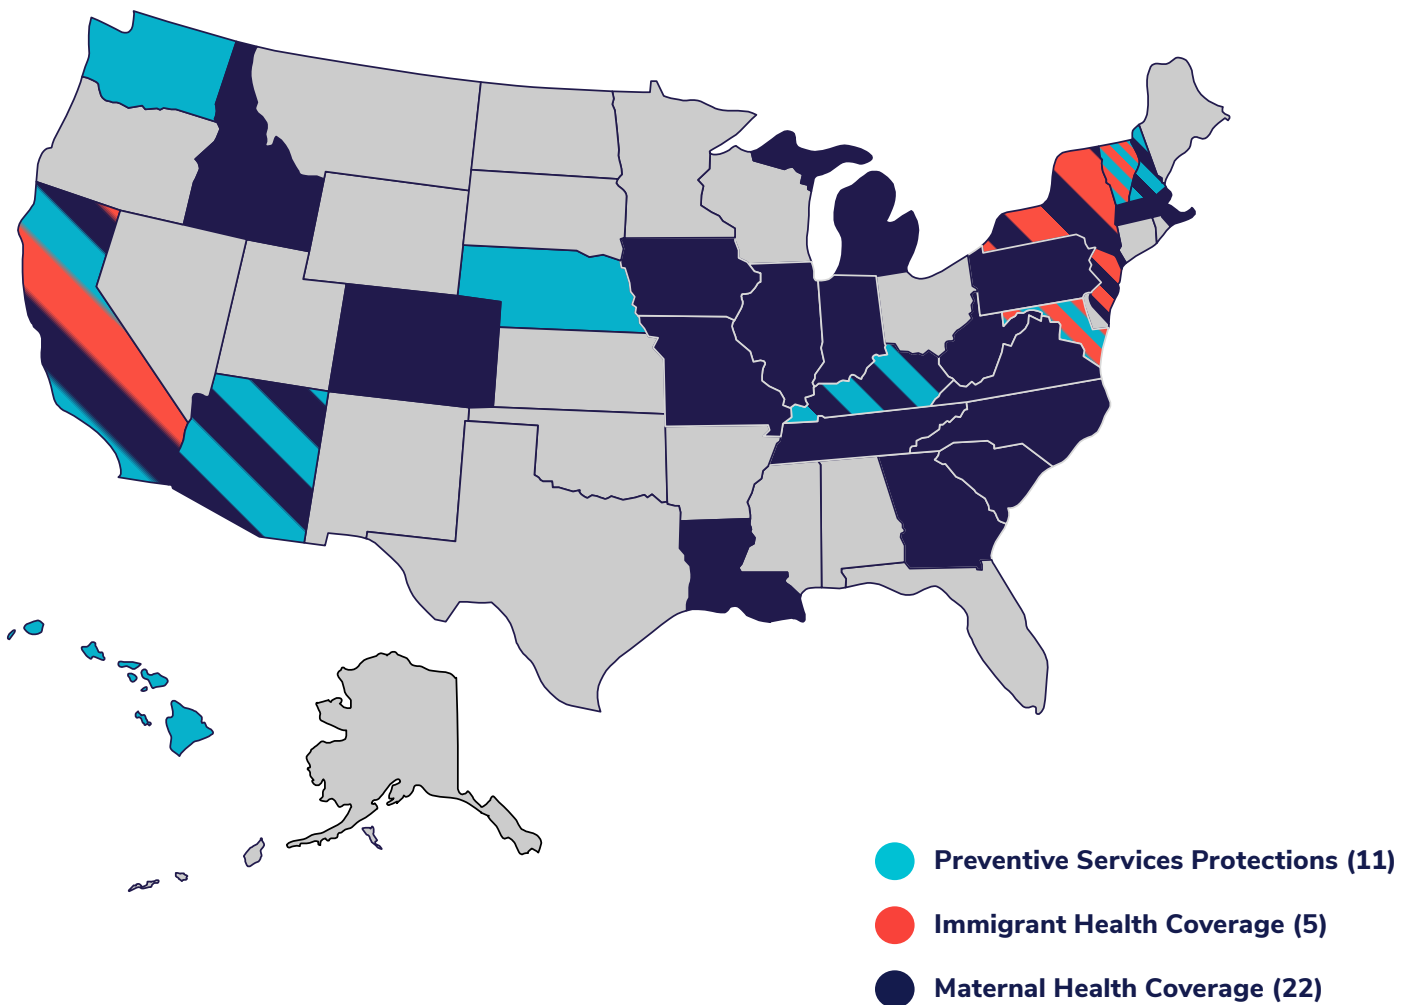 Preventive Services Protections (11)
Immigrant Health Coverage (5)
Maternal Health Coverage (22)